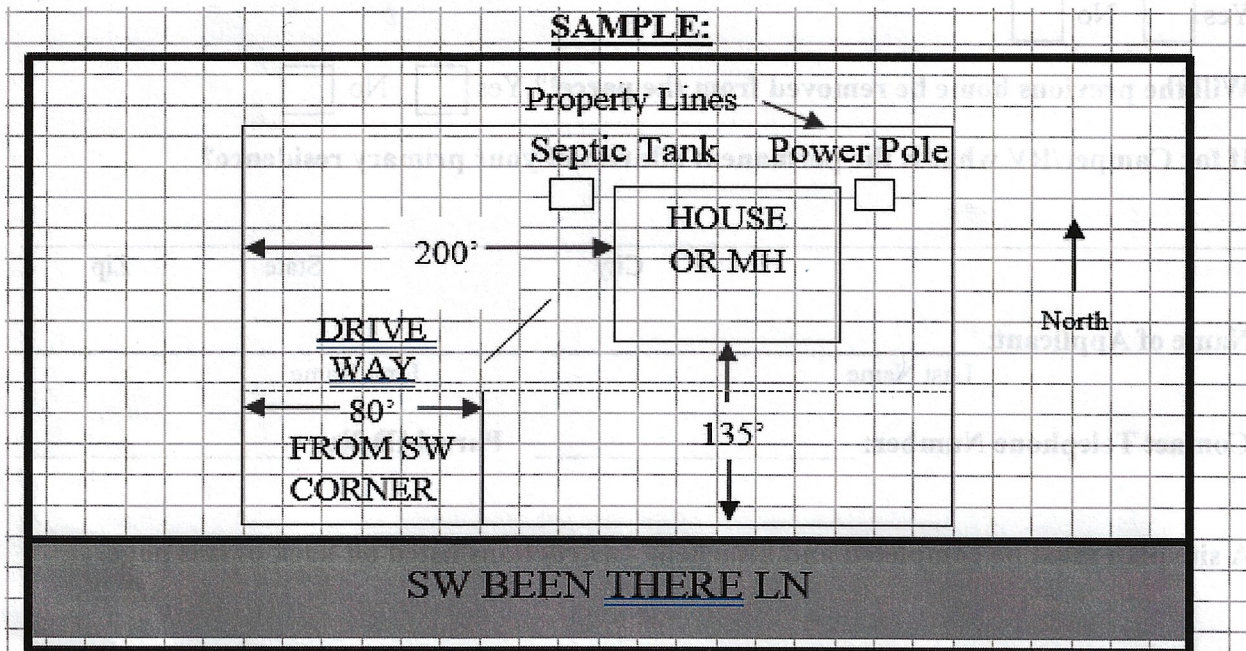 SAMPLE:
Property Lines
Septic Tank
Power Pole
HOUSE
OR MH
200'
North
DRIVE
WAY
80'
FROM SW
CORNER
135'
SW BEEN THERE LN